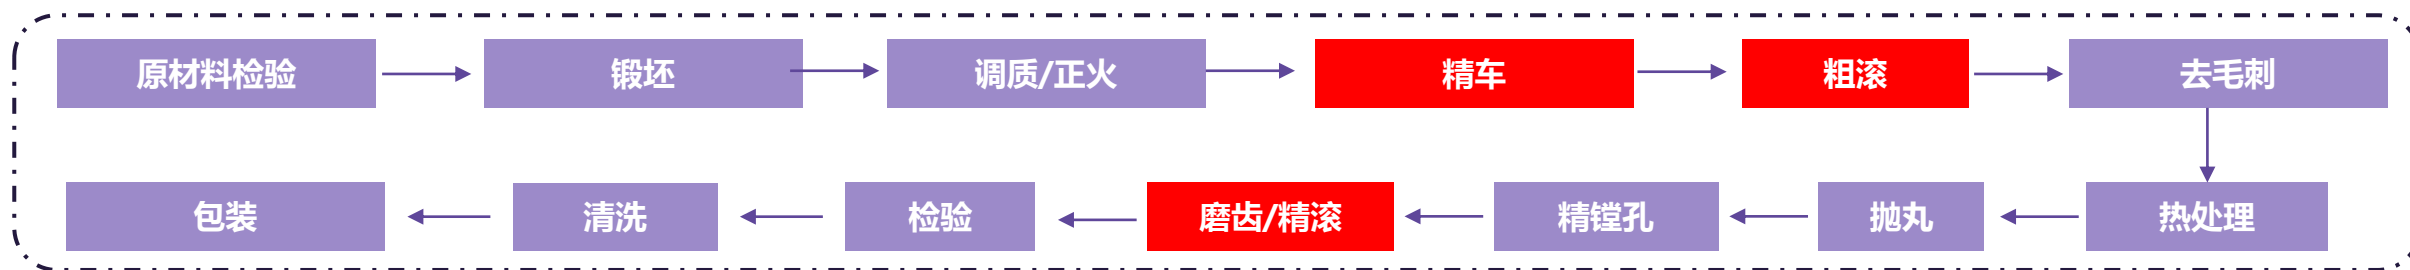 原材料检验
锻坯
调质/正火
精车
粗滚
去毛刺
热处理
抛丸
精镗孔
磨齿/精滚
检验
清洗
包装